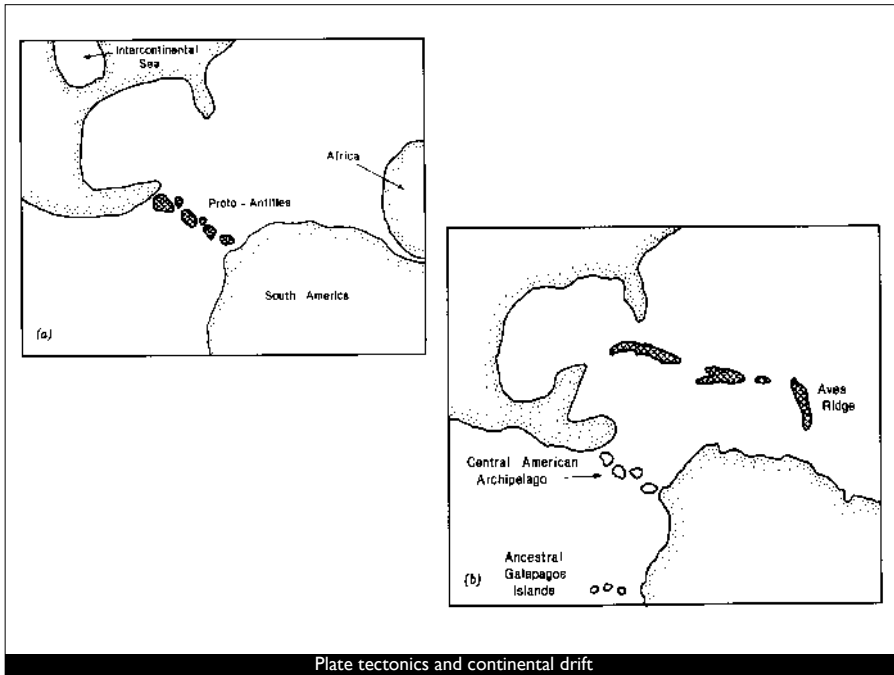 Intercontinental
Sea
Africa
Proto - Antilles
South America
(a)
Aves
Ridge
Central American
Archipelago
Ancestral
Galapagos
Islands
(b)
Plate tectonics and continental drift